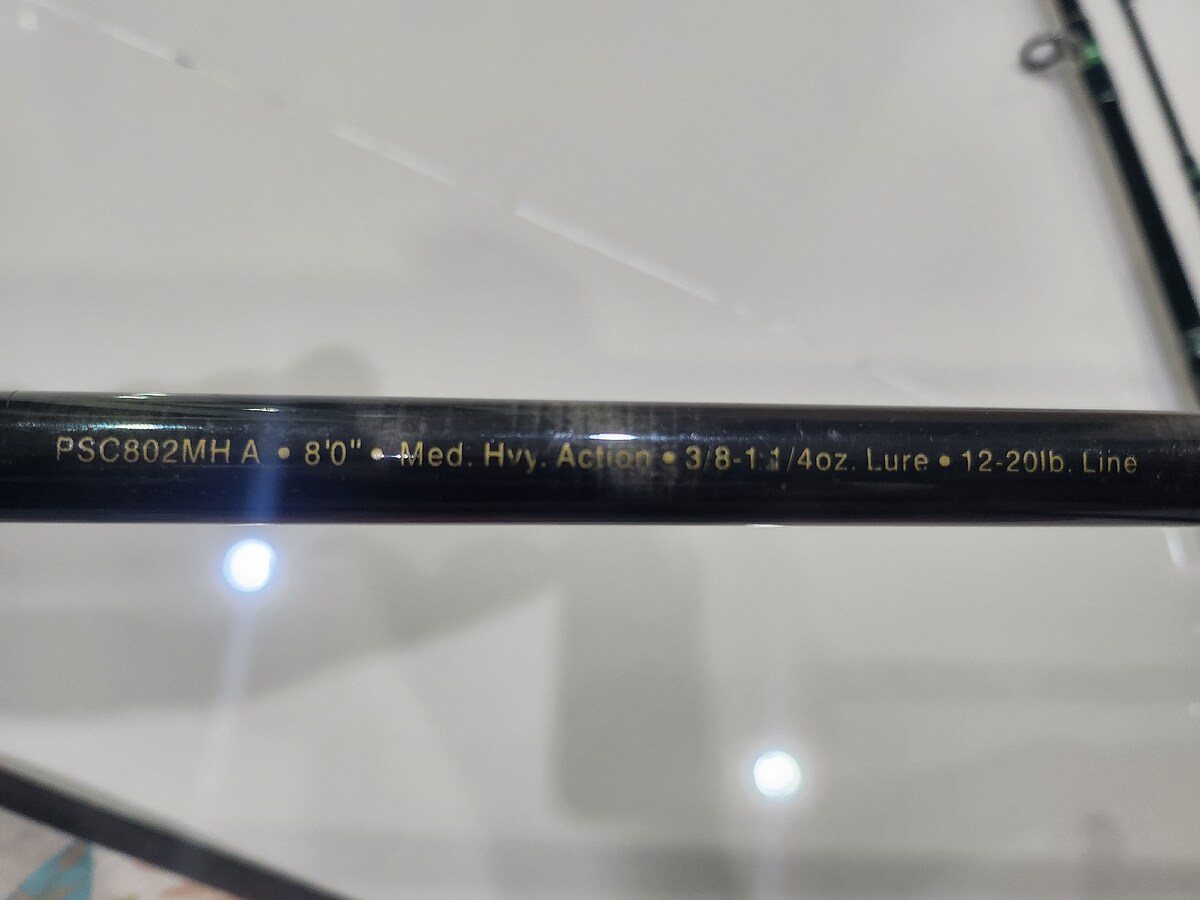 PSC802MH A • 8'0" • Med. Hvy. Action • 3/8-1 1/4oz. Lure • 12-20lb. Line